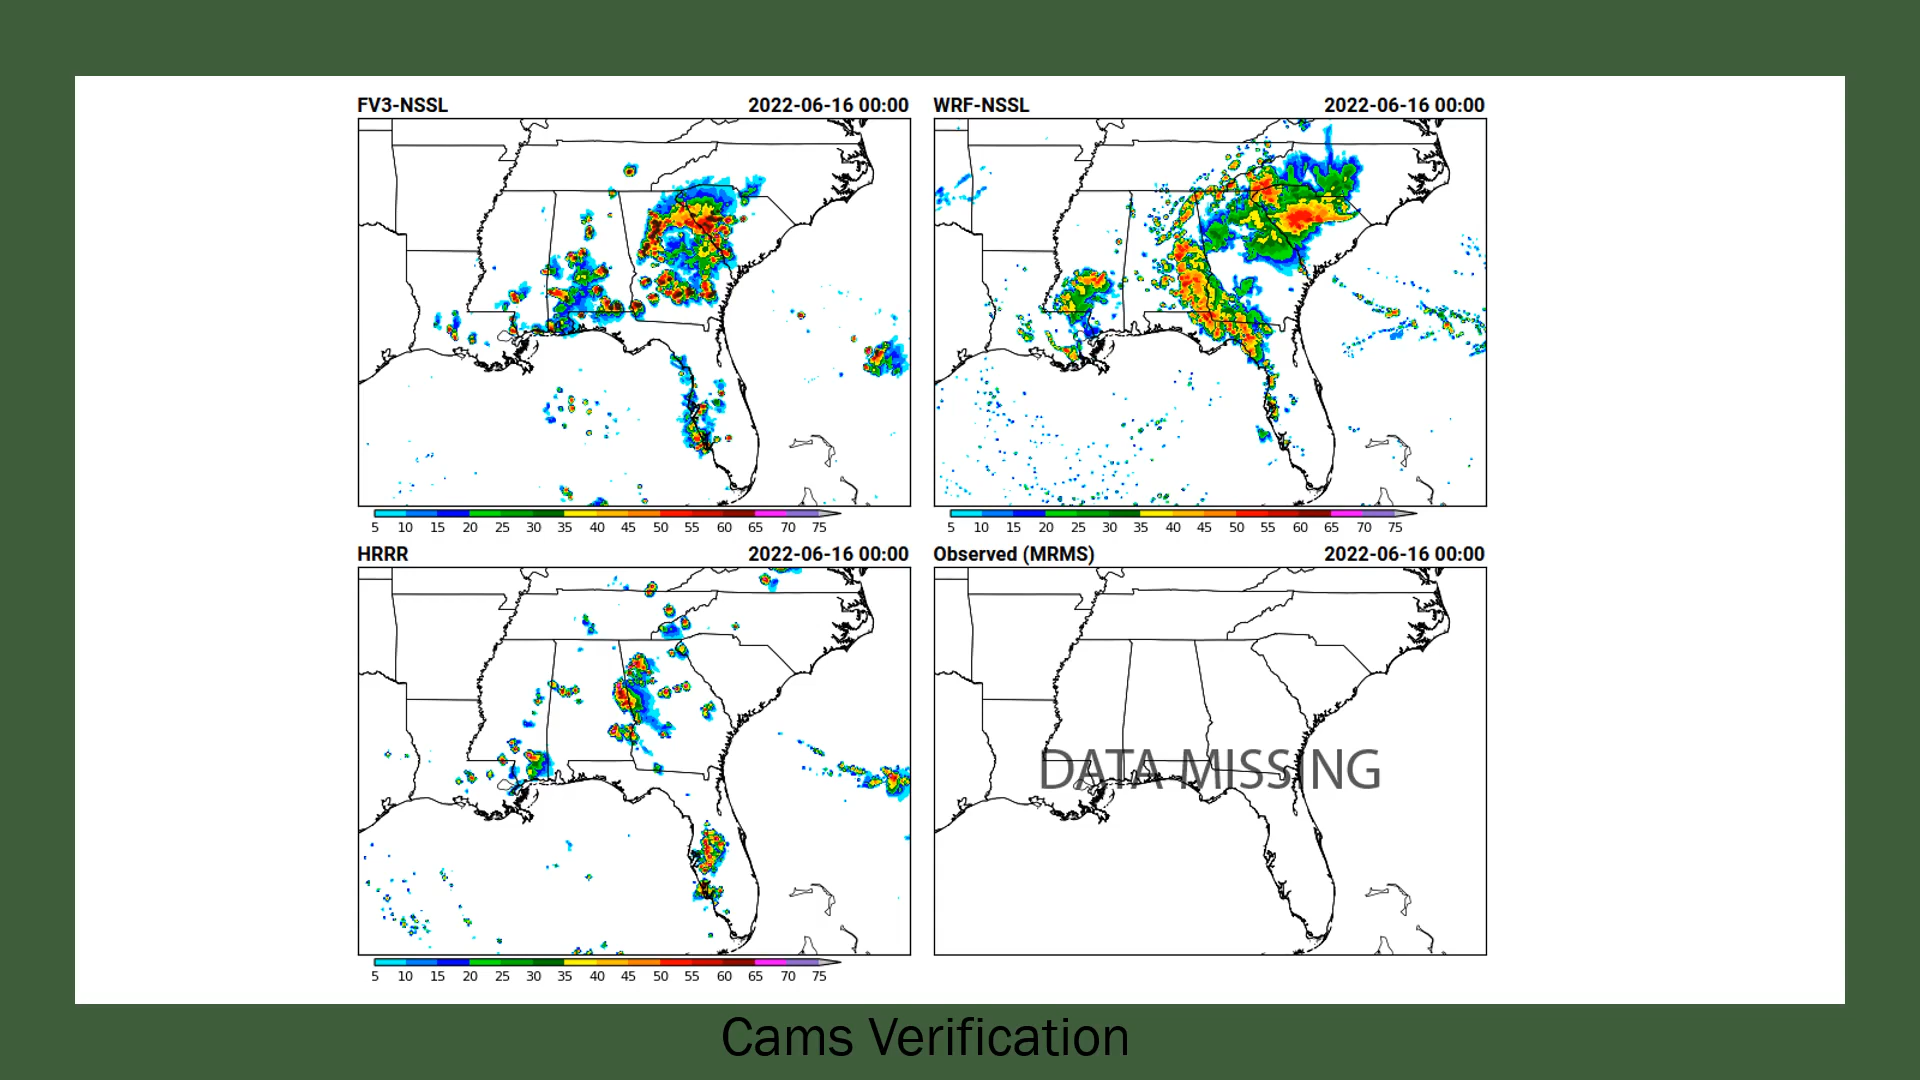 FV3-NSSL 2022-06-16 00:00
WRF-NSSL 2022-06-16 00:00
5 10 15 20 25 30 35 40 45 50 55 60 65 70 75
5 10 15 20 25 30 35 40 45 50 55 60 65 70 75
HRRR 2022-06-16 00:00
Observed (MRMS) 2022-06-16 00:00
DATA MISSING
5 10 15 20 25 30 35 40 45 50 55 60 65 70 75
Cams Verification